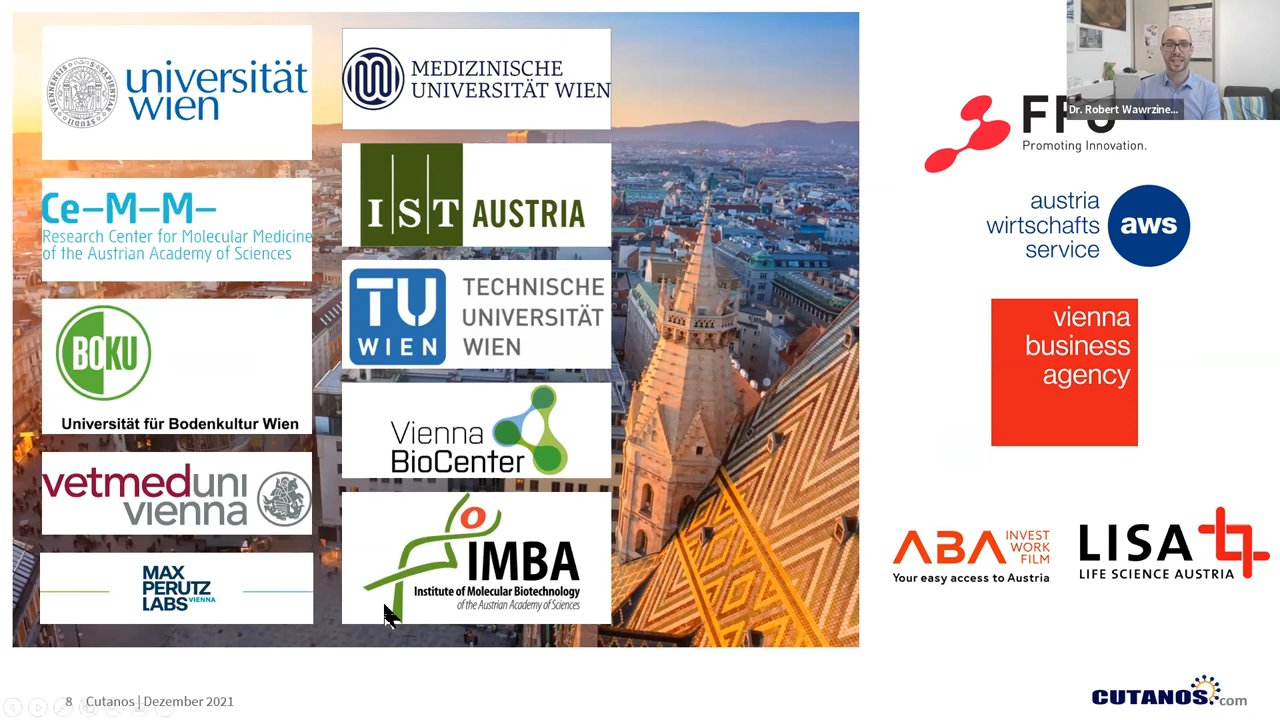 universität
wien
MEDIZINISCHE
UNIVERSITÄT WIEN
Ce-M-M-
Research Center for Molecular Medicine
of the Austrian Academy of Sciences
IST AUSTRIA
BOKU
Universität für Bodenkultur Wien
TU
WIEN
TECHNISCHE
UNIVERSITÄT
WIEN
Vienna
BioCenter
vetmeduni
vienna
MAX
PERUTZ
LABS VIENNA
IMBA
Institute of Molecular Biotechnology
of the Austrian Academy of Sciences
Dr. Robert Wawrzine...
Promoting Innovation.
austria
wirtschafts
service
aws
vienna
business
agency
ABA INVEST
WORK
FILM
Your easy access to Austria
LISA
LIFE SCIENCE AUSTRIA
8 Cutanos | Dezember 2021
CUTANOS.com